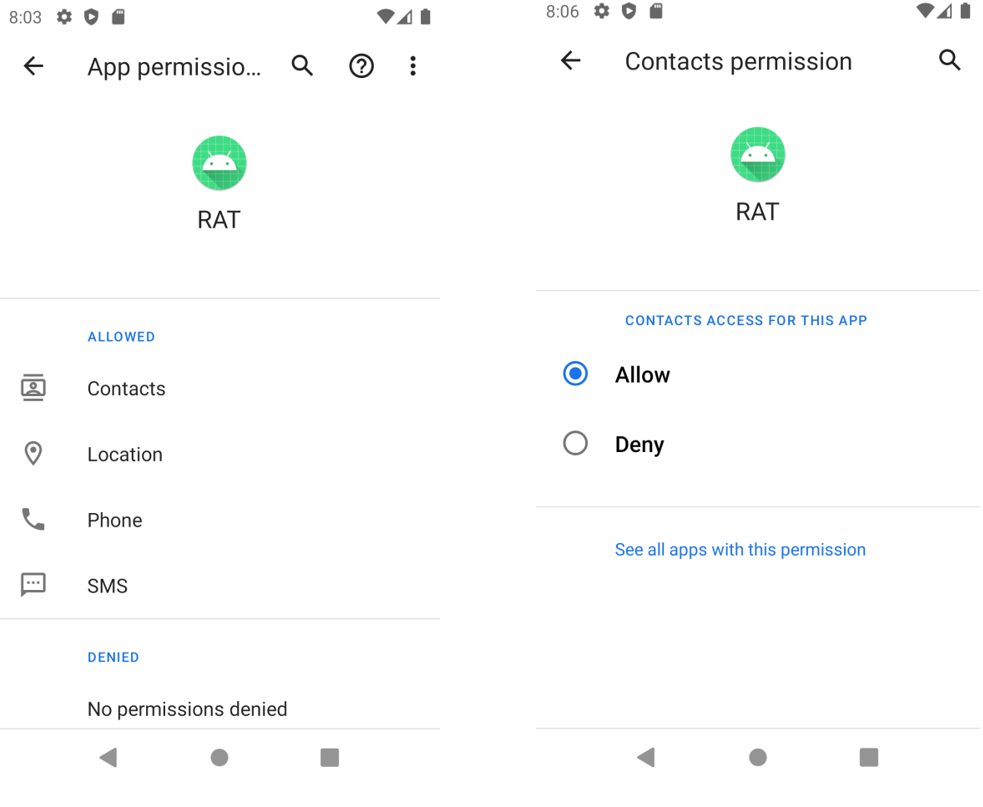 8:03
App permissio...
RAT
ALLOWED
Contacts
Location
Phone
SMS
DENIED
No permissions denied
8:06
Contacts permission
RAT
CONTACTS ACCESS FOR THIS APP
Allow
Deny
See all apps with this permission